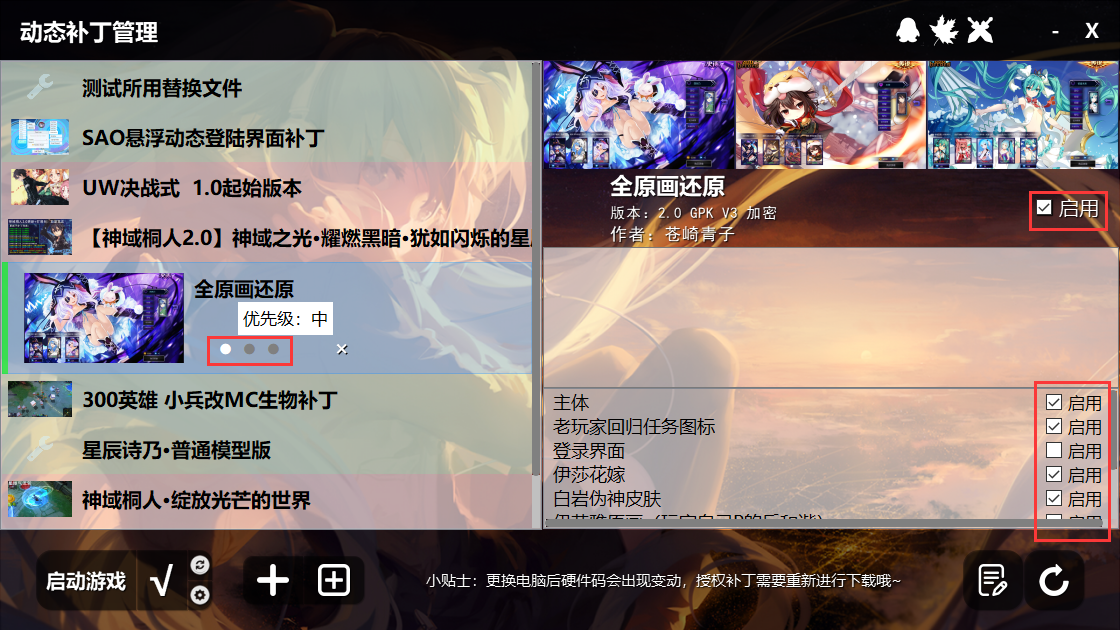 动态补丁管理
- X
测试所用替换文件
SAO悬浮动态登陆界面补丁
UW决战式 1.0起始版本
【神域桐人2.0】神域之光•耀燃黑暗•犹如闪烁的星
全原画还原
优先级：中
300英雄 小兵改MC生物补丁
星辰诗乃•普通模型版
神域桐人•绽放光芒的世界
全原画还原
版本：2.0 GPK V3 加密
作者：苍崎青子
启用
主体 启用
老玩家回归任务图标 启用
登录界面 启用
伊莎花嫁 启用
白岩伪神皮肤 启用
启动游戏
小贴士：更换电脑后硬件码会出现变动，授权补丁需要重新进行下载哦~